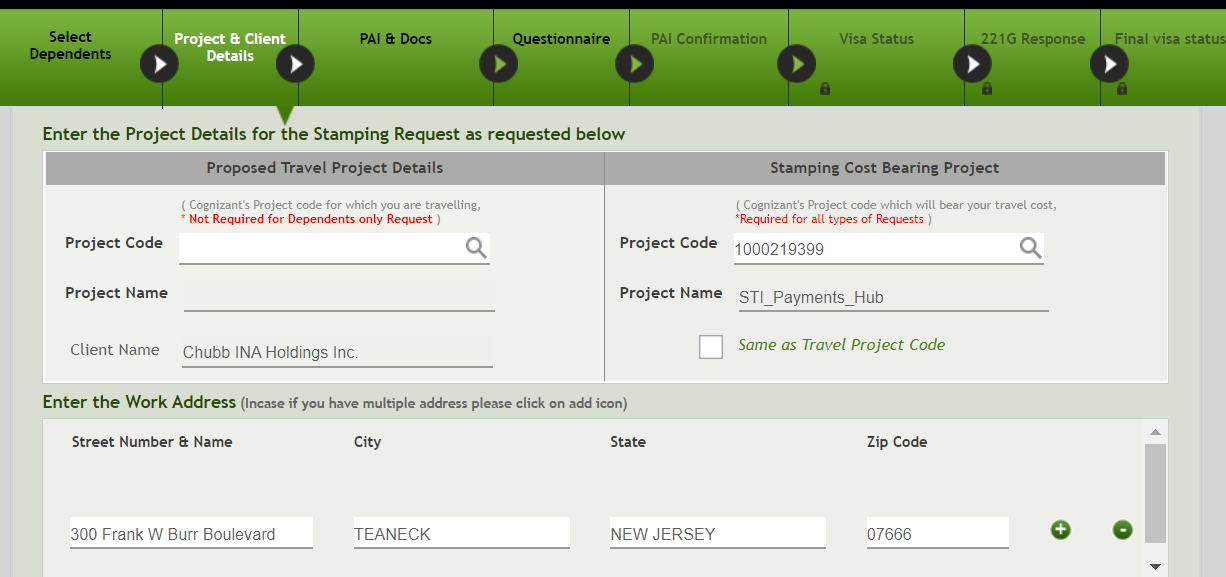 Select
Dependents
Project & Client
Details
PAI & Docs
Questionnaire
PAI Confirmation
Visa Status
221G Response
Final visa status
Enter the Project Details for the Stamping Request as requested below
Proposed Travel Project Details
Stamping Cost Bearing Project
( Cognizant's Project code for which you are travelling,
* Not Required for Dependents only Request )
Project Code
Project Name
Client Name
Chubb INA Holdings Inc.
( Cognizant's Project code which will bear your travel cost,
*Required for all types of Requests )
Project Code
1000219399
Project Name
STI_Payments_Hub
Same as Travel Project Code
Enter the Work Address (Incase if you have multiple address please click on add icon)
Street Number & Name
City
State
Zip Code
300 Frank W Burr Boulevard
TEANECK
NEW JERSEY
07666